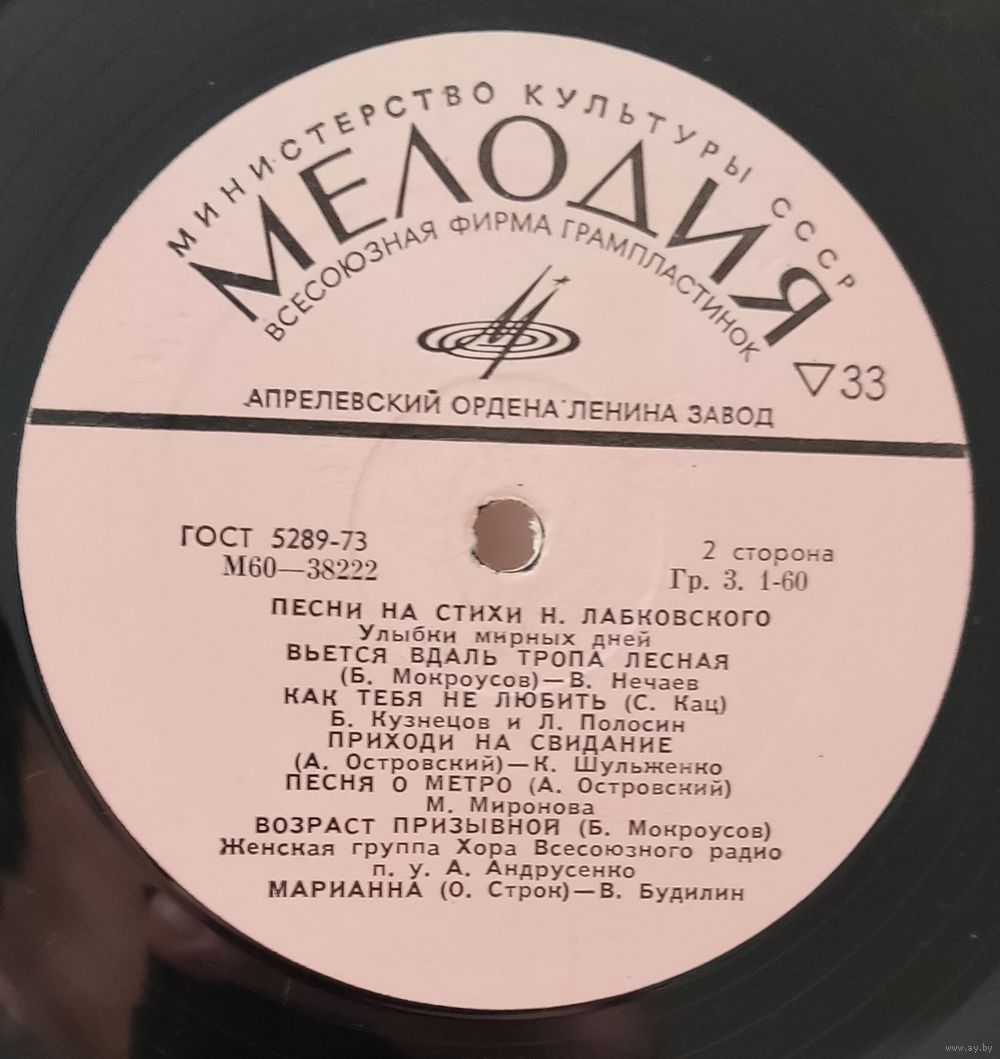 МИНИСТЕРСТВО КУЛЬТУРЫ СССР
МЕЛОДИЯ
ВСЕСОЮЗНАЯ ФИРМА ГРАМПЛАСТИНОК
▽33
АПРЕЛЕВСКИЙ ОРДЕНА ЛЕНИНА ЗАВОД
ГОСТ 5289-73
М60—38222
2 сторона
Гр. 3. 1-60
ПЕСНИ НА СТИХИ Н. ЛАБКОВСКОГО
Улыбки мирных дней
ВЬЕТСЯ ВДАЛЬ ТРОПА ЛЕСНАЯ
(Б. Мокроусов)—В. Нечаев
КАК ТЕБЯ НЕ ЛЮБИТЬ (С. Кац)
Б. Кузнецов и Л. Полосин
ПРИХОДИ НА СВИДАНИЕ
(А. Островский)—К. Шульженко
ПЕСНЯ О МЕТРО (А. Островский)
М. Миронова
ВОЗРАСТ ПРИЗЫВНОЙ (Б. Мокроусов)
Женская группа Хора Всесоюзного радио
п. у. А. Андрусенко
МАРИАННА (О. Строк)—В. Будилин
www.ay.by